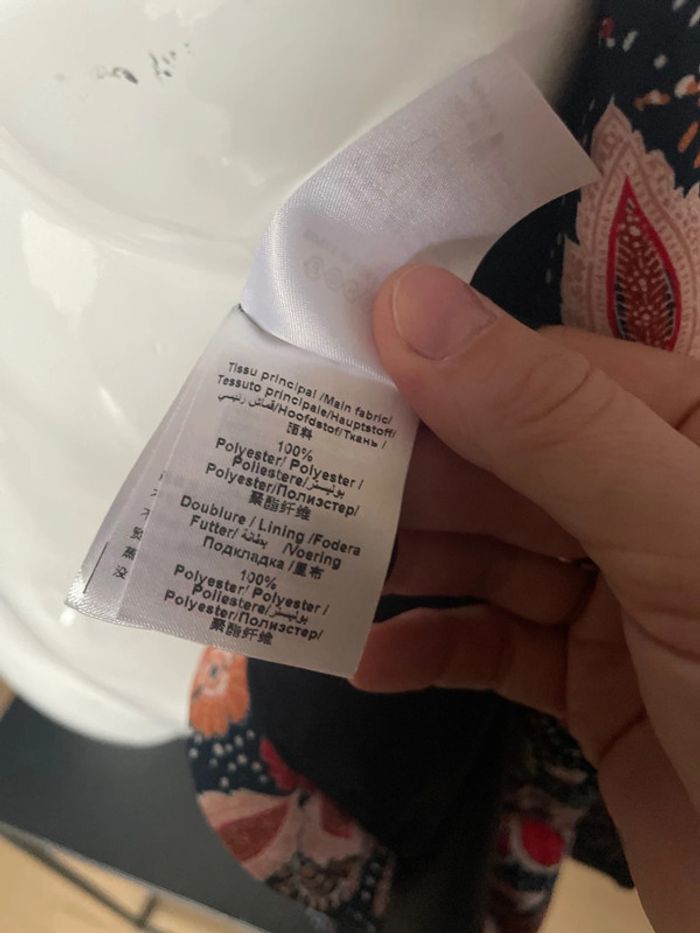 Tissu principal /Main fabric/
Tessuto principale/Hauptstoff/
قماش رئيسي/Hoofdstof/Ткань /
面料
100%
Polyester/ Polyester /
Poliestere/بوليستر/
Polyester/Полиэстер/
聚酯纤维
Doublure / Lining /Fodera
Futter/ بطانة /Voering
Подкладка /里布
100%
Polyester/ Polyester /
Poliestere/بوليستر/
Polyester/Полиэстер/
聚酯纤维